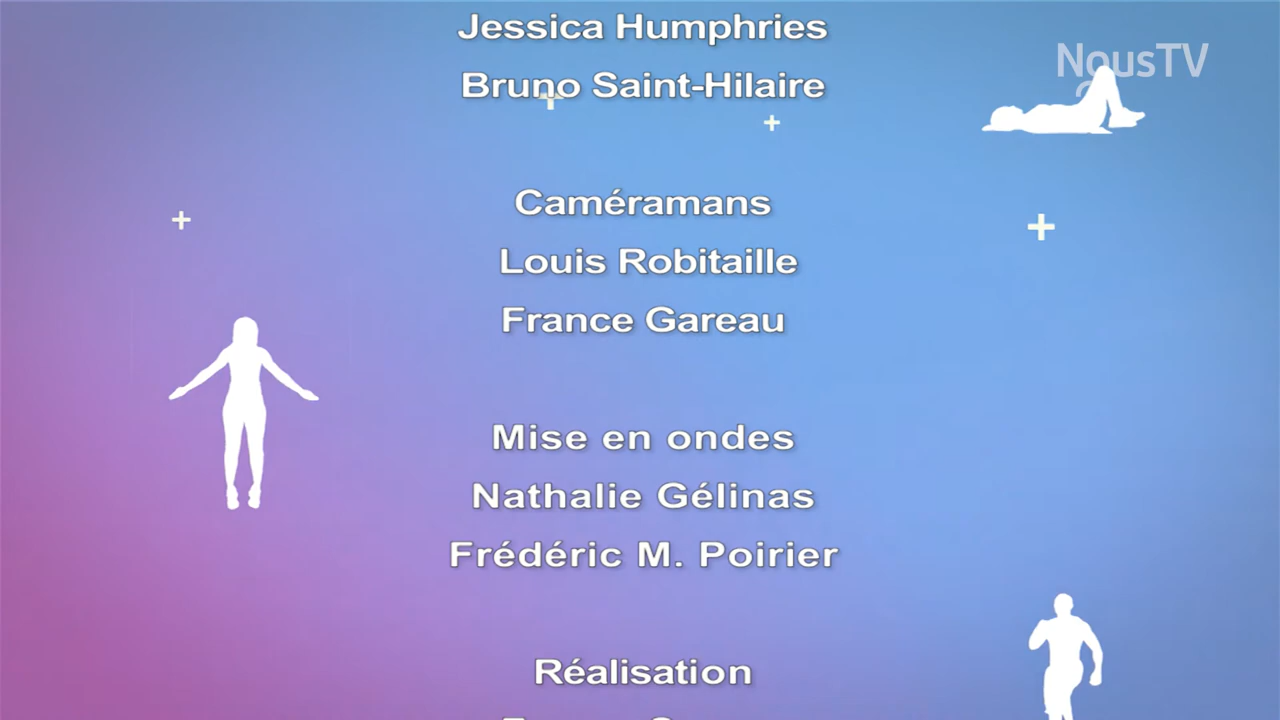 Jessica Humphries
NousTV
Bruno Saint-Hilaire
Caméramans
Louis Robitaille
France Gareau
Mise en ondes
Nathalie Gélinas
Frédéric M. Poirier
Réalisation